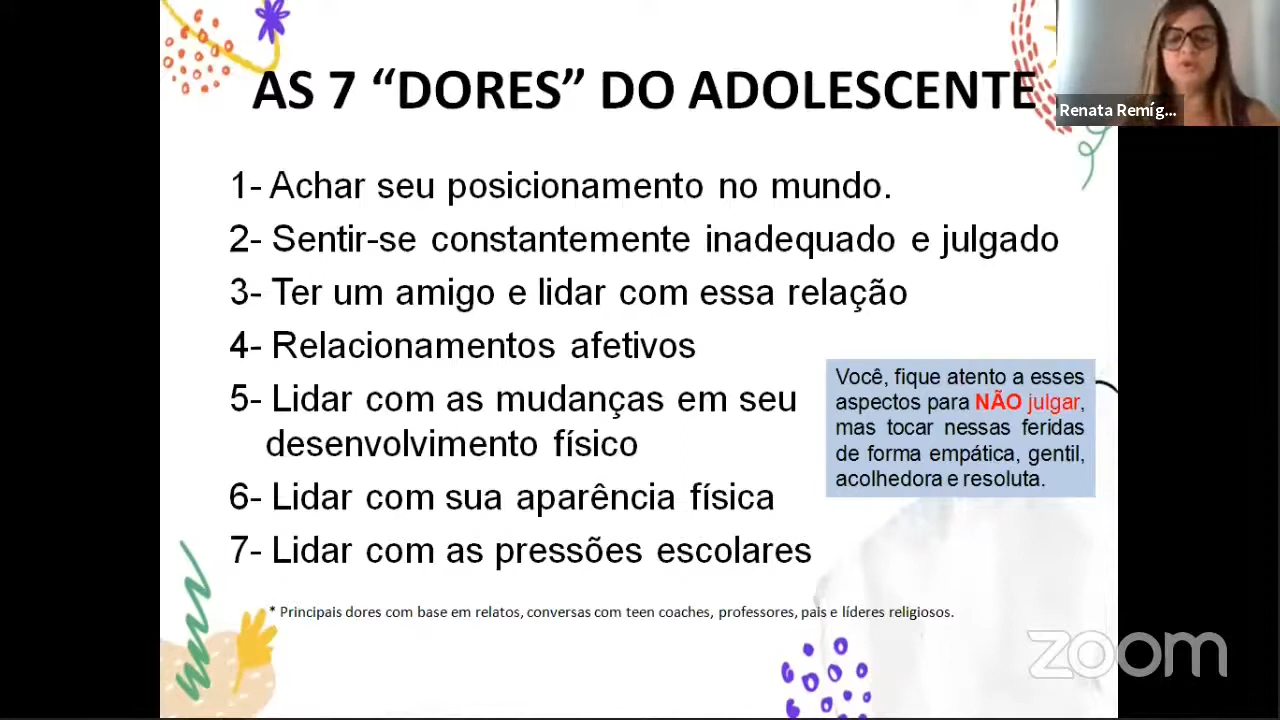 AS 7 “DORES” DO ADOLESCENTE
Renata Remíg...
1- Achar seu posicionamento no mundo.
2- Sentir-se constantemente inadequado e julgado
3- Ter um amigo e lidar com essa relação
4- Relacionamentos afetivos
5- Lidar com as mudanças em seu
desenvolvimento físico
6- Lidar com sua aparência física
7- Lidar com as pressões escolares
Você, fique atento a esses
aspectos para NÃO julgar,
mas tocar nessas feridas
de forma empática, gentil,
acolhedora e resoluta.
* Principais dores com base em relatos, conversas com teen coaches, professores, pais e líderes religiosos.
zoom